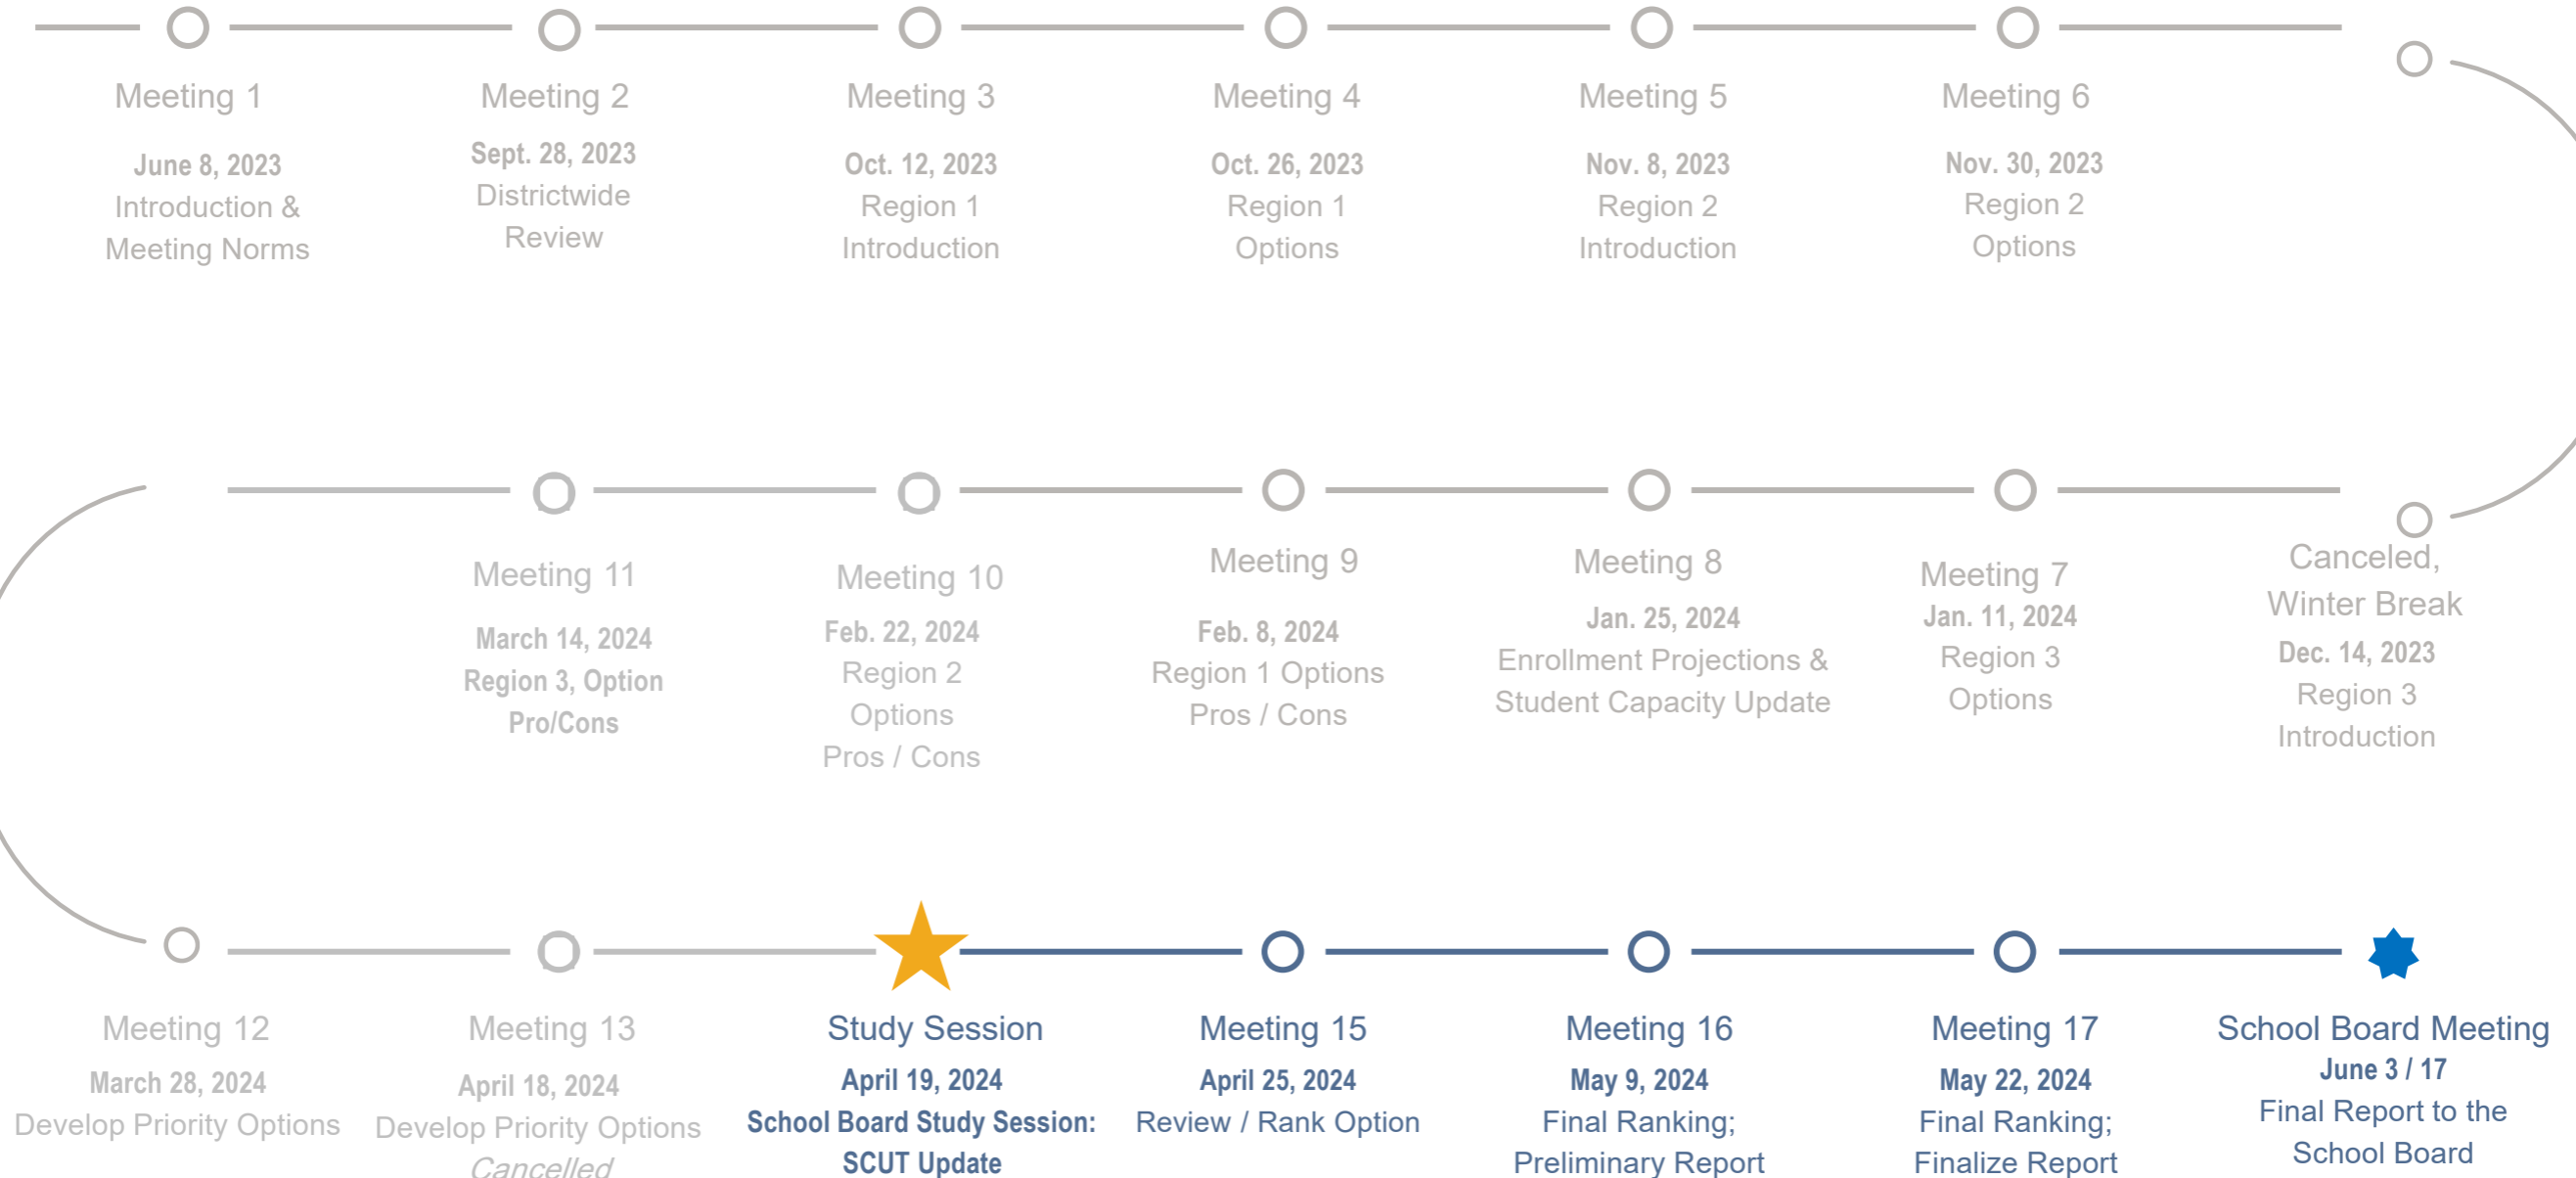 Meeting 1
June 8, 2023
Introduction &
Meeting Norms
Meeting 2
Sept. 28, 2023
Districtwide
Review
Meeting 3
Oct. 12, 2023
Region 1
Introduction
Meeting 4
Oct. 26, 2023
Region 1
Options
Meeting 5
Nov. 8, 2023
Region 2
Introduction
Meeting 6
Nov. 30, 2023
Region 2
Options
Canceled,
Winter Break
Dec. 14, 2023
Region 3
Introduction
Meeting 7
Jan. 11, 2024
Region 3
Options
Meeting 8
Jan. 25, 2024
Enrollment Projections &
Student Capacity Update
Meeting 9
Feb. 8, 2024
Region 1 Options
Pros / Cons
Meeting 10
Feb. 22, 2024
Region 2
Options
Pros / Cons
Meeting 11
March 14, 2024
Region 3, Option
Pro/Cons
Meeting 12
March 28, 2024
Develop Priority Options
Meeting 13
April 18, 2024
Develop Priority Options
Cancelled
Study Session
April 19, 2024
School Board Study Session:
SCUT Update
Meeting 15
April 25, 2024
Review / Rank Option
Meeting 16
May 9, 2024
Final Ranking;
Preliminary Report
Meeting 17
May 22, 2024
Final Ranking;
Finalize Report
School Board Meeting
June 3 / 17
Final Report to the
School Board